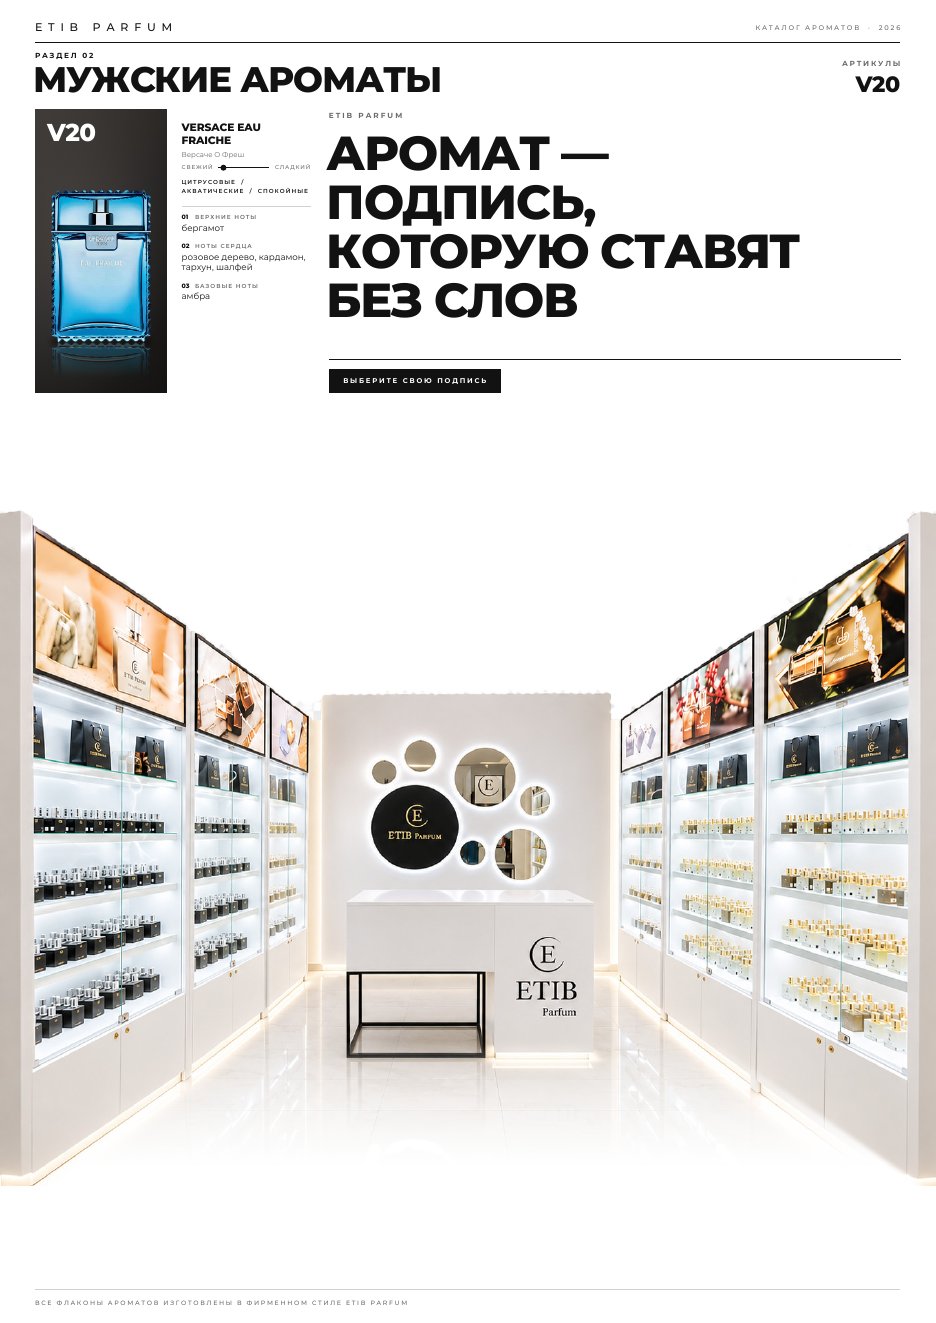 ETIB PARFUM
КАТАЛОГ АРОМАТОВ · 2026
РАЗДЕЛ 02
МУЖСКИЕ АРОМАТЫ
АРТИКУЛЫ
V20
V20
VERSACE EAU
FRAICHE
Версаче О Фреш
СВЕЖИЙ СЛАДКИЙ
ЦИТРУСОВЫЕ /
АКВАТИЧЕСКИЕ / СПОКОЙНЫЕ
01 ВЕРХНИЕ НОТЫ
бергамот
02 НОТЫ СЕРДЦА
розовое дерево, кардамон,
тархун, шалфей
03 БАЗОВЫЕ НОТЫ
амбра
ETIB PARFUM
АРОМАТ —
ПОДПИСЬ,
КОТОРУЮ СТАВЯТ
БЕЗ СЛОВ
ВЫБЕРИТЕ СВОЮ ПОДПИСЬ
E
E
ETIB PARFUM
E
ETIB
Parfum
ВСЕ ФЛАКОНЫ АРОМАТОВ ИЗГОТОВЛЕНЫ В ФИРМЕННОМ СТИЛЕ ETIB PARFUM